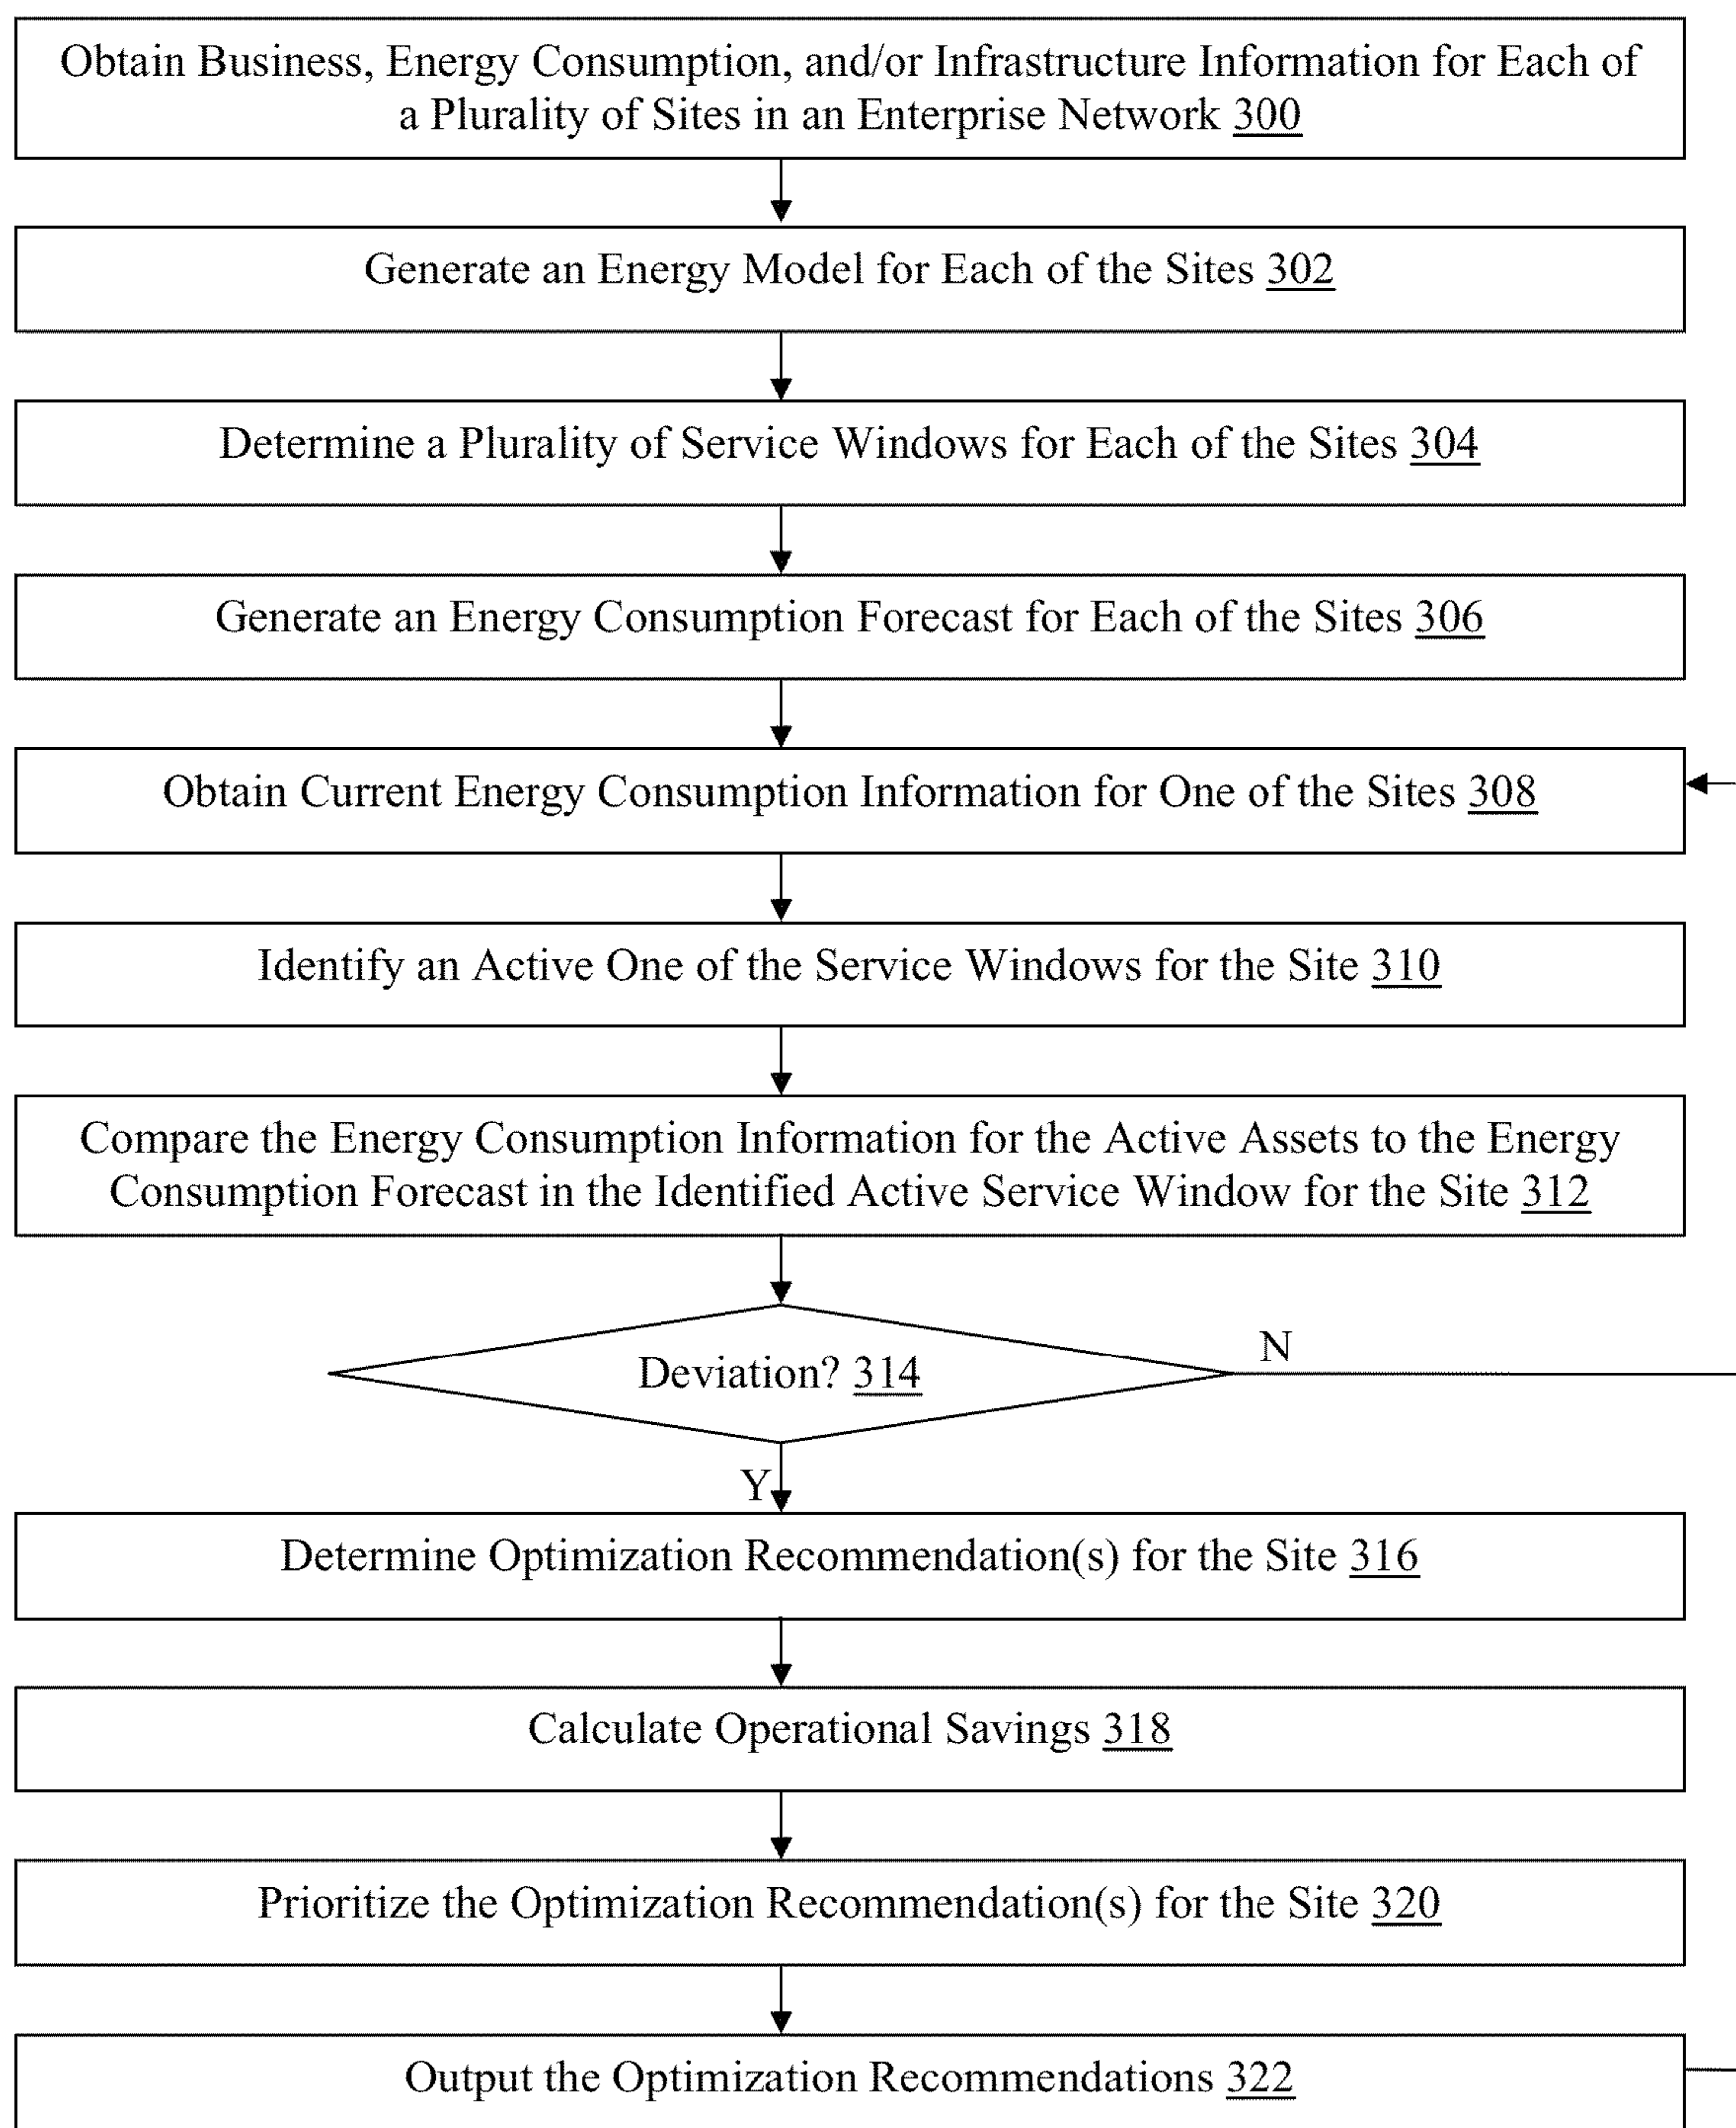 Obtain Business, Energy Consumption, and/or Infrastructure Information for Each of
a Plurality of Sites in an Enterprise Network 300
Generate an Energy Model for Each of the Sites 302
Determine a Plurality of Service Windows for Each of the Sites 304
Generate an Energy Consumption Forecast for Each of the Sites 306
Obtain Current Energy Consumption Information for One of the Sites 308
Identify an Active One of the Service Windows for the Site 310
Compare the Energy Consumption Information for the Active Assets to the Energy
Consumption Forecast in the Identified Active Service Window for the Site 312
N
Deviation? 314
Y
Determine Optimization Recommendation(s) for the Site 316
Calculate Operational Savings 318
Prioritize the Optimization Recommendation(s) for the Site 320
Output the Optimization Recommendations 322